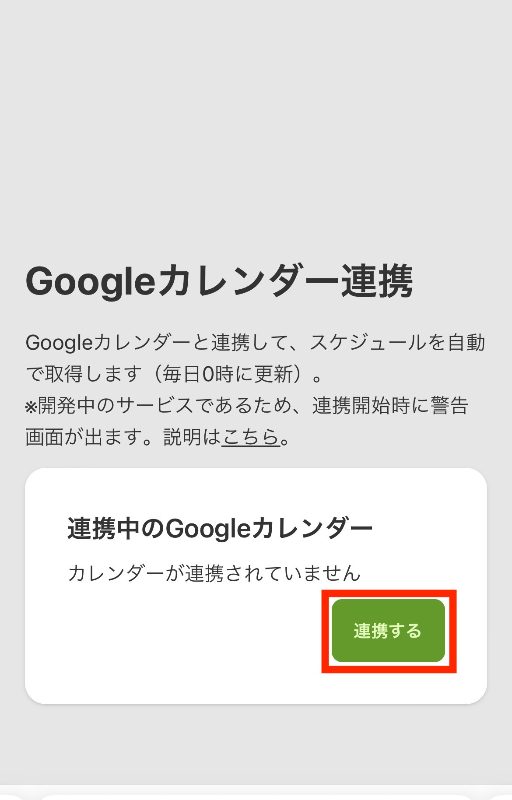 Googleカレンダー連携
Googleカレンダーと連携して、スケジュールを自動
で取得します（毎日0時に更新）。
※開発中のサービスであるため、連携開始時に警告
画面が出ます。説明はこちら。
連携中のGoogleカレンダー
カレンダーが連携されていません
連携する